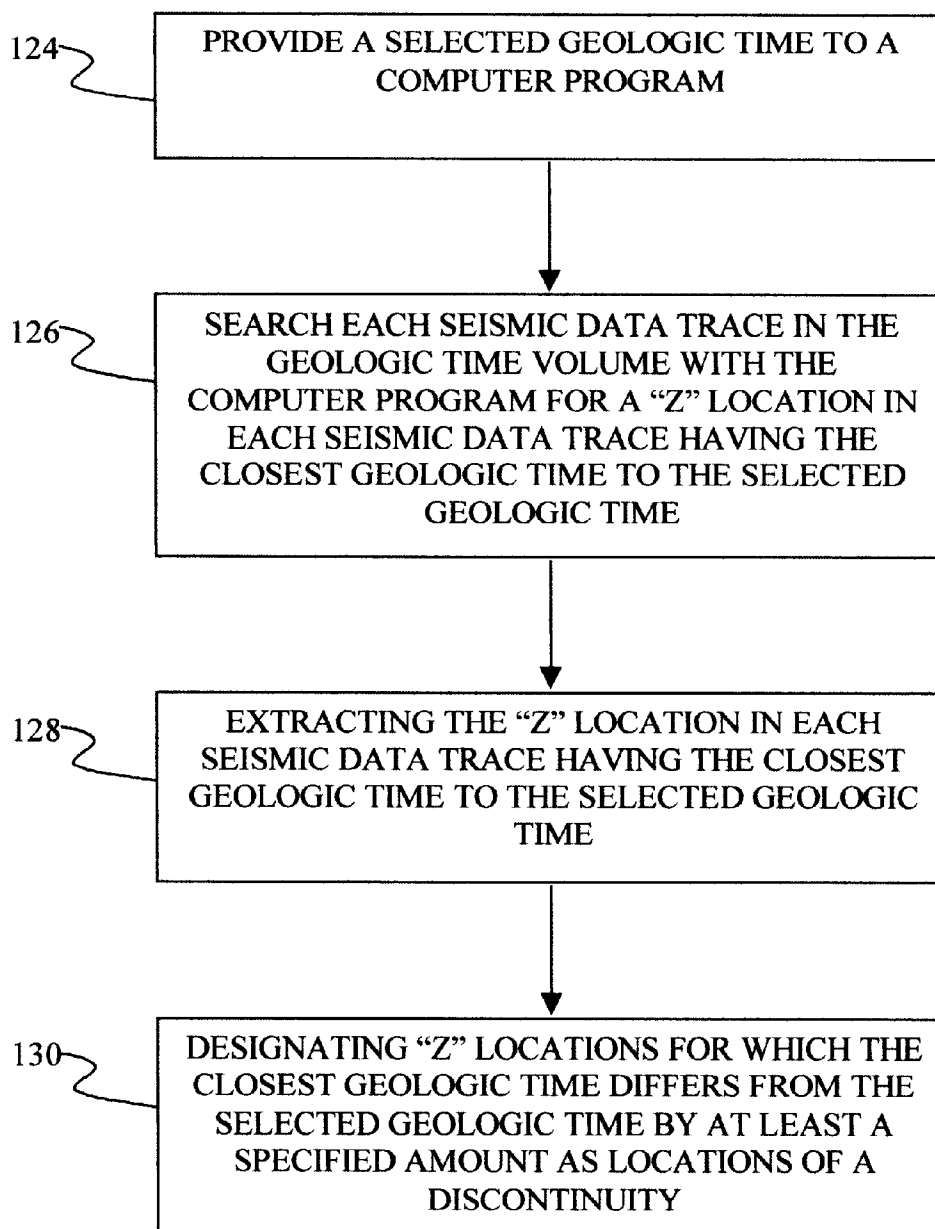 124
PROVIDE A SELECTED GEOLOGIC TIME TO A
COMPUTER PROGRAM
126
SEARCH EACH SEISMIC DATA TRACE IN THE
GEOLOGIC TIME VOLUME WITH THE
COMPUTER PROGRAM FOR A “Z” LOCATION IN
EACH SEISMIC DATA TRACE HAVING THE
CLOSEST GEOLOGIC TIME TO THE SELECTED
GEOLOGIC TIME
128
EXTRACTING THE “Z” LOCATION IN EACH
SEISMIC DATA TRACE HAVING THE CLOSEST
GEOLOGIC TIME TO THE SELECTED GEOLOGIC
TIME
130
DESIGNATING “Z” LOCATIONS FOR WHICH THE
CLOSEST GEOLOGIC TIME DIFFERS FROM THE
SELECTED GEOLOGIC TIME BY AT LEAST A
SPECIFIED AMOUNT AS LOCATIONS OF A
DISCONTINUITY